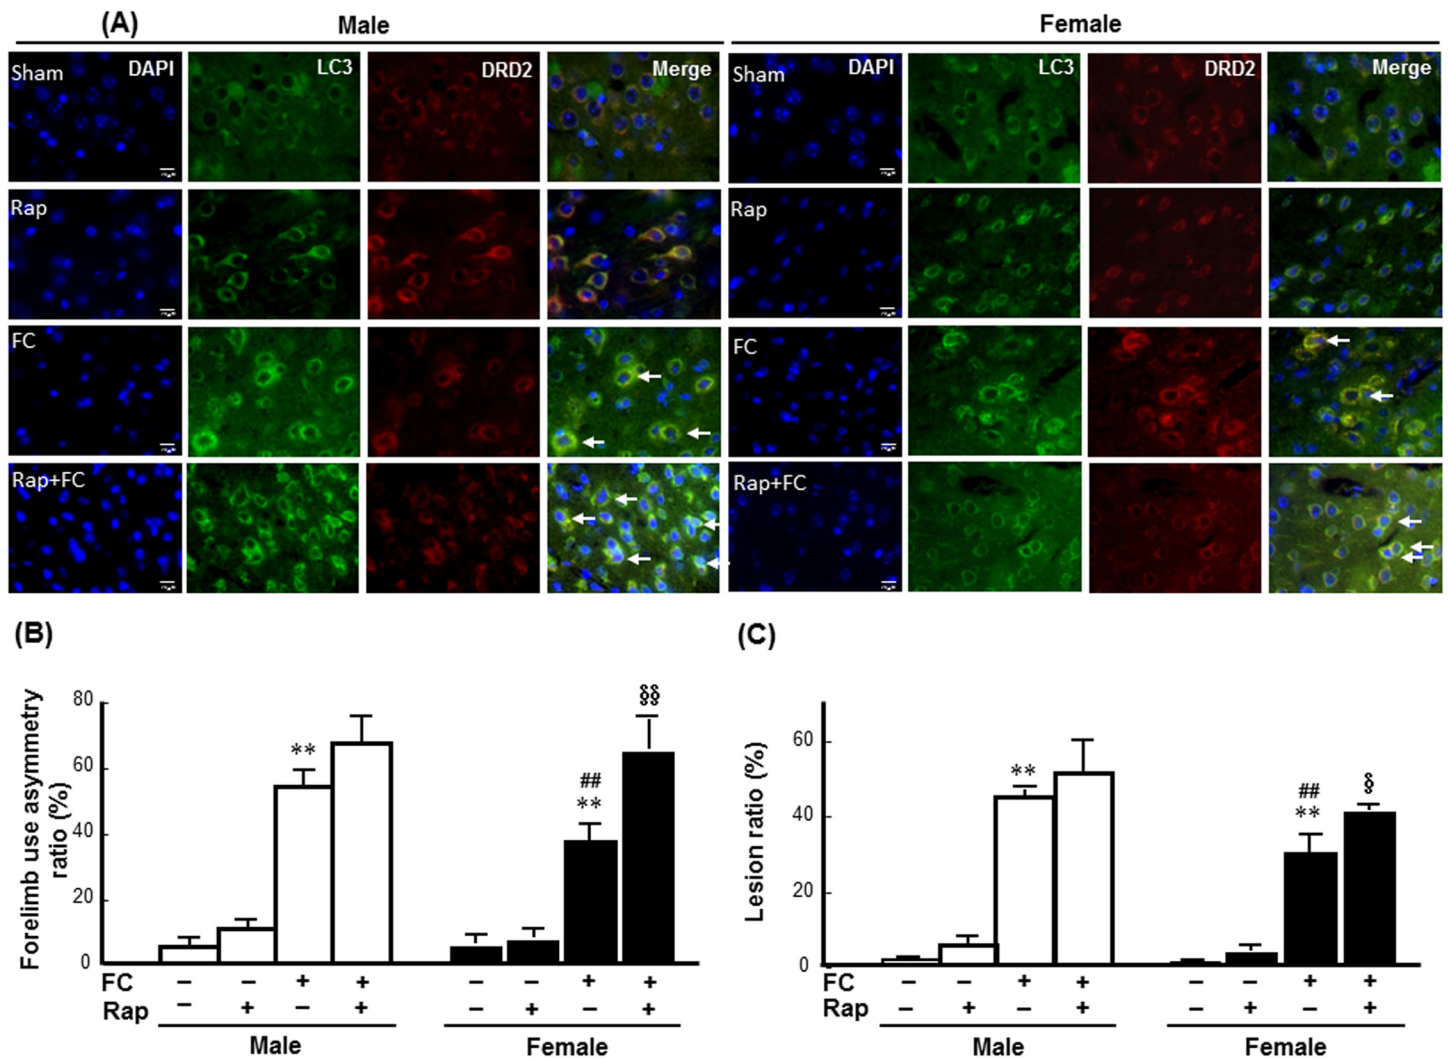 (A) Male Female
Sham DAPI LC3 DRD2 Merge Sham DAPI LC3 DRD2 Merge
Rap Rap
FC FC
Rap+FC Rap+FC
(B) (C)
Forelimb use asymmetry
ratio (%)
80
60
40
20
0
**
##
**
§§
FC − − + + − − + +
Rap − + − + − + − +
Male Female
Lesion ratio (%)
60
40
20
0
**
##
**
§
− − + + − − + +
Rap − + − + − + − +
Male Female